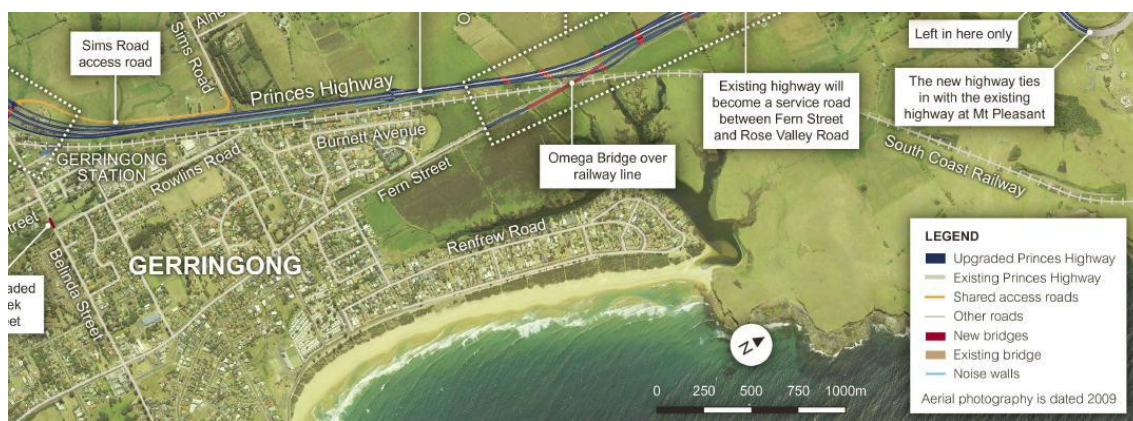 Sims Road
access road
Sims Road
Princes Highway
Left in here only
The new highway ties
in with the existing
highway at Mt Pleasant
Existing highway will
become a service road
between Fern Street
and Rose Valley Road
Omega Bridge over
railway line
South Coast Railway
GERRINGONG
STATION
Rowlins Road
Burnett Avenue
Fern Street
Renfrew Road
GERRINGONG
Belinda Street
N
0 250 500 750 1000m
LEGEND
Upgraded Princes Highway
Existing Princes Highway
Shared access roads
Other roads
New bridges
Existing bridge
Noise walls
Aerial photography is dated 2009